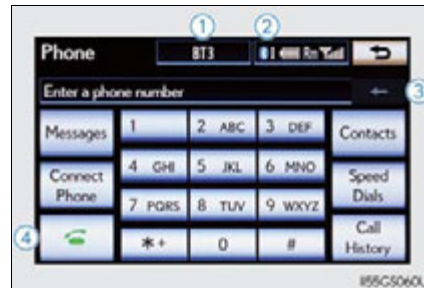 1 2
Phone BT3 Rm
Enter a phone number 3
Messages 1 2 ABC 3 DEF Contacts
Connect Phone 4 GHI 5 JKL 6 MNO Speed Dials
7 PQRS 8 TUV 9 WXYZ
4 *+ 0 # Call History